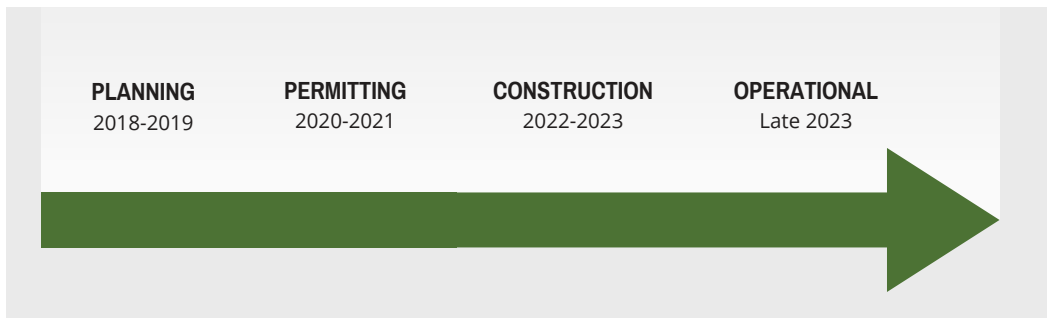 PLANNING
2018-2019
PERMITTING
2020-2021
CONSTRUCTION
2022-2023
OPERATIONAL
Late 2023